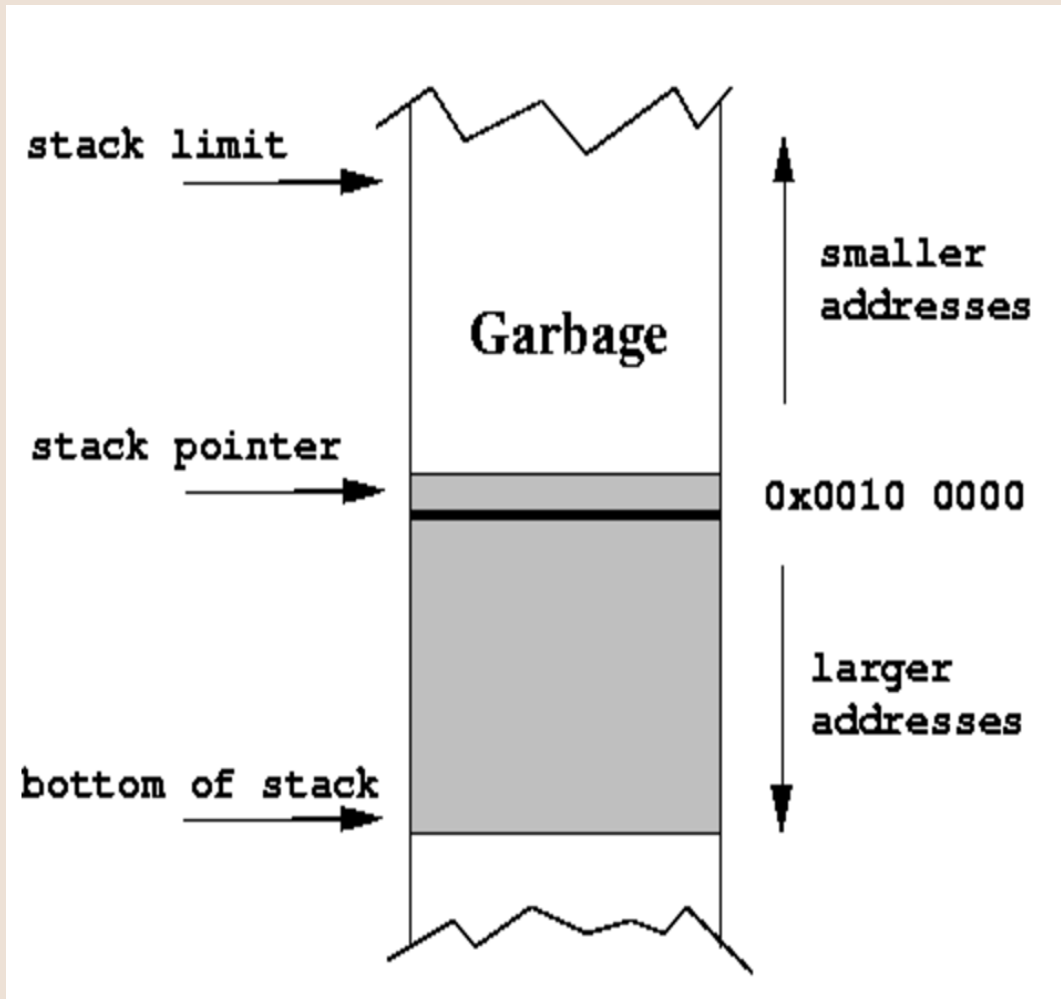 stack limit
smaller
addresses
Garbage
stack pointer
0x0010 0000
larger
addresses
bottom of stack